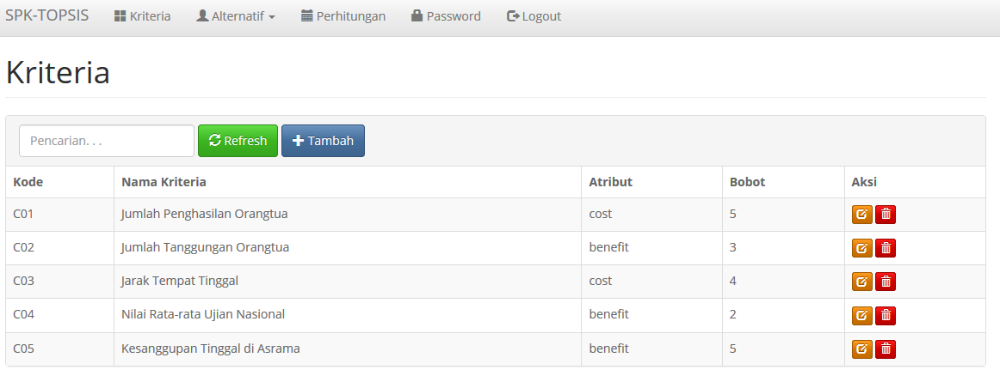 SPK-TOPSIS Kriteria Alternatif Perhitungan Password Logout
Kriteria
Pencarian. . . Refresh Tambah
Kode Nama Kriteria Atribut Bobot Aksi
C01 Jumlah Penghasilan Orangtua cost 5
C02 Jumlah Tanggungan Orangtua benefit 3
C03 Jarak Tempat Tinggal cost 4
C04 Nilai Rata-rata Ujian Nasional benefit 2
C05 Kesanggupan Tinggal di Asrama benefit 5